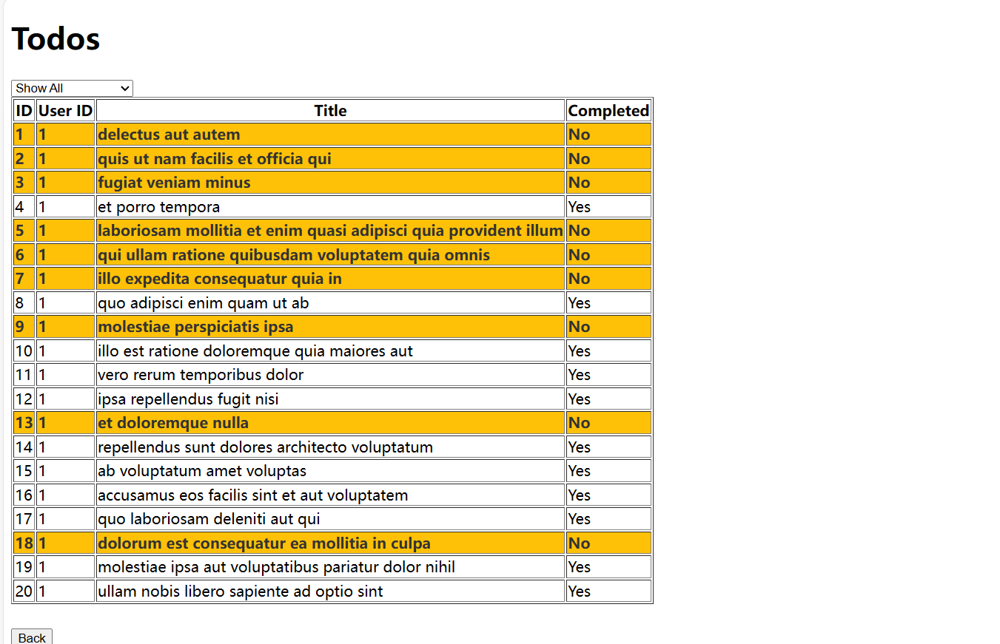 Todos
Show All
ID User ID Title Completed
1 1 delectus aut autem No
2 1 quis ut nam facilis et officia qui No
3 1 fugiat veniam minus No
4 1 et porro tempora Yes
5 1 laboriosam mollitia et enim quasi adipisci quia provident illum No
6 1 qui ullam ratione quibusdam voluptatem quia omnis No
7 1 illo expedita consequatur quia in No
8 1 quo adipisci enim quam ut ab Yes
9 1 molestiae perspiciatis ipsa No
10 1 illo est ratione doloremque quia maiores aut Yes
11 1 vero rerum temporibus dolor Yes
12 1 ipsa repellendus fugit nisi Yes
13 1 et doloremque nulla No
14 1 repellendus sunt dolores architecto voluptatum Yes
15 1 ab voluptatum amet voluptas Yes
16 1 accusamus eos facilis sint et aut voluptatem Yes
17 1 quo laboriosam deleniti aut qui Yes
18 1 dolorum est consequatur ea mollitia in culpa No
19 1 molestiae ipsa aut voluptatibus pariatur dolor nihil Yes
20 1 ullam nobis libero sapiente ad optio sint Yes
Back